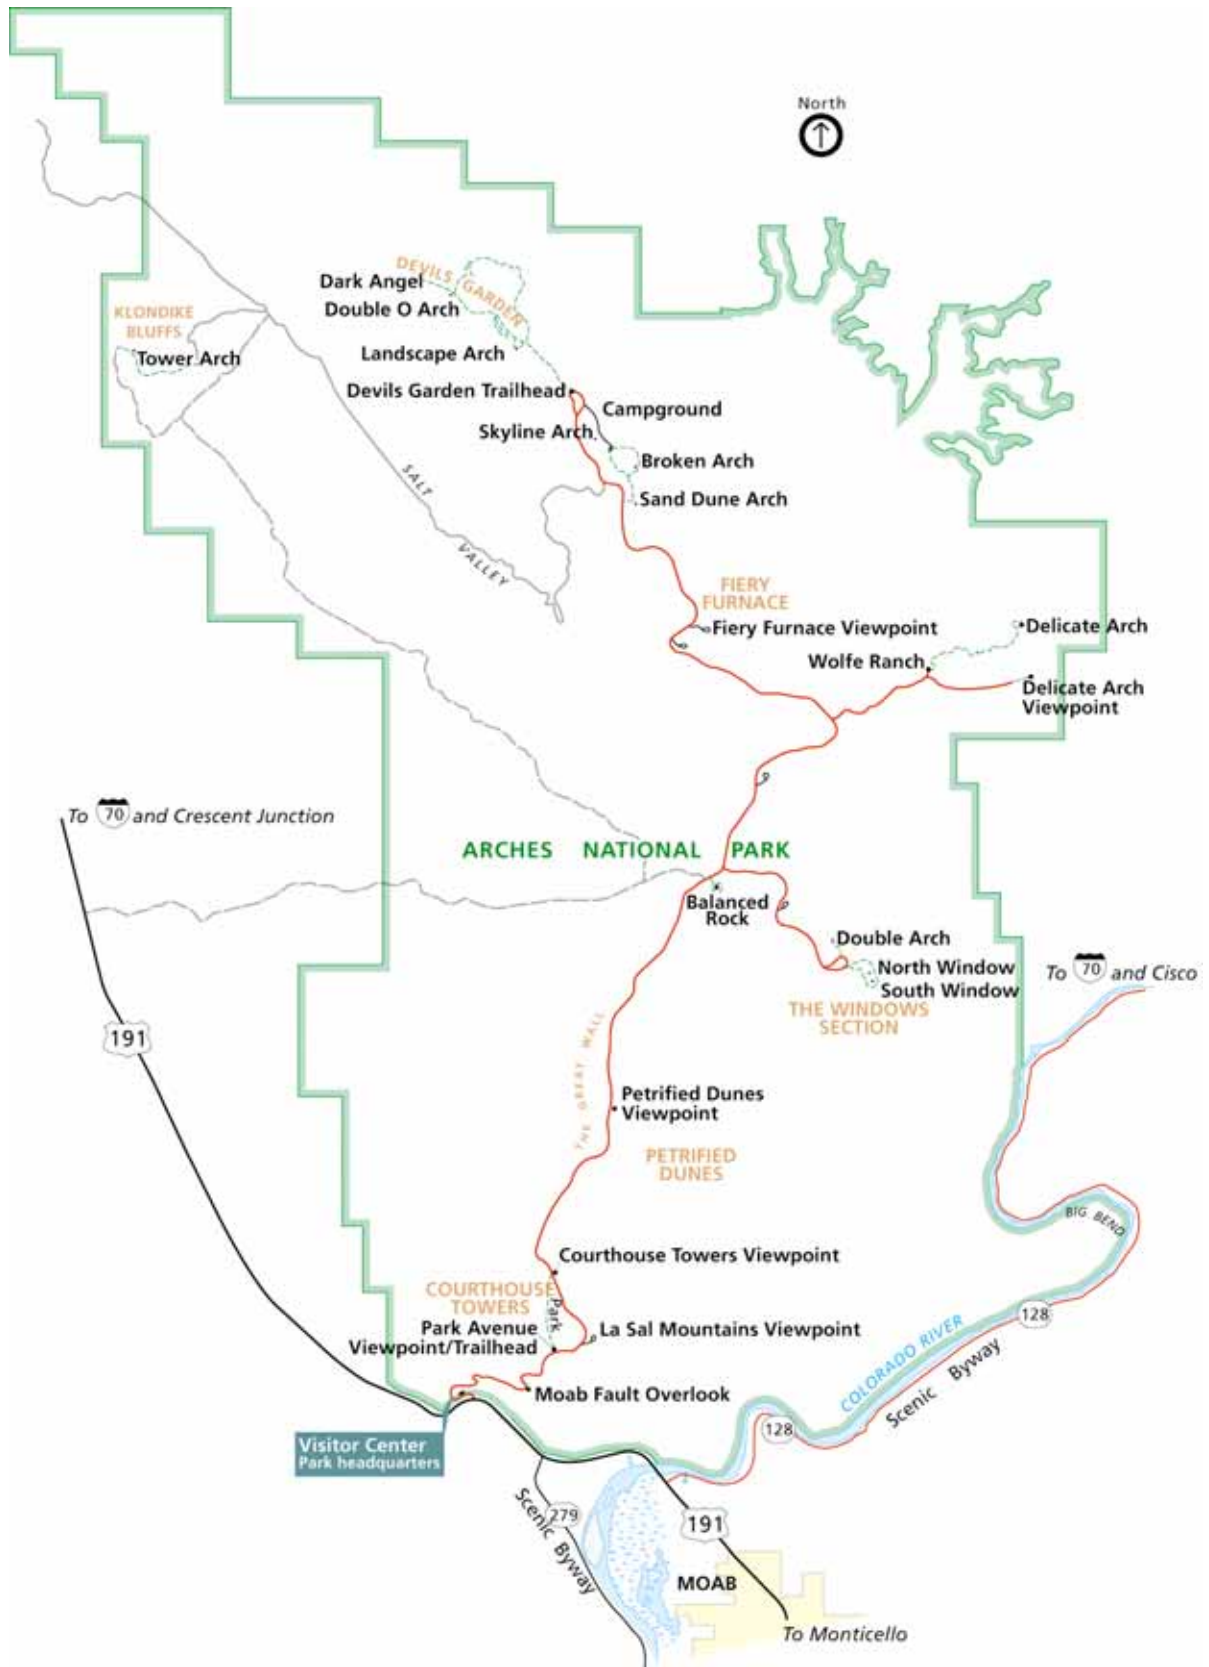 North
DEVILS GARDEN
Dark Angel
Double O Arch
KLONDIKE
BLUFFS
Tower Arch
Landscape Arch
Devils Garden Trailhead
Campground
Skyline Arch
Broken Arch
Sand Dune Arch
SALT
VALLEY
FIERY
FURNACE
Fiery Furnace Viewpoint
Delicate Arch
Wolfe Ranch
Delicate Arch
Viewpoint
To 70 and Crescent Junction
ARCHES NATIONAL PARK
Balanced
Rock
Double Arch
North Window
South Window
To 70 and Cisco
THE WINDOWS
SECTION
191
THE GREAT WALL
Petrified Dunes
Viewpoint
PETRIFIED
DUNES
BIG BEND
Courthouse Towers Viewpoint
COURTHOUSE
TOWERS
Park
Park Avenue
Viewpoint/Trailhead
La Sal Mountains Viewpoint
128
COLORADO RIVER
Scenic Byway
Moab Fault Overlook
128
Visitor Center
Park headquarters
279
Scenic Byway
191
MOAB
To Monticello